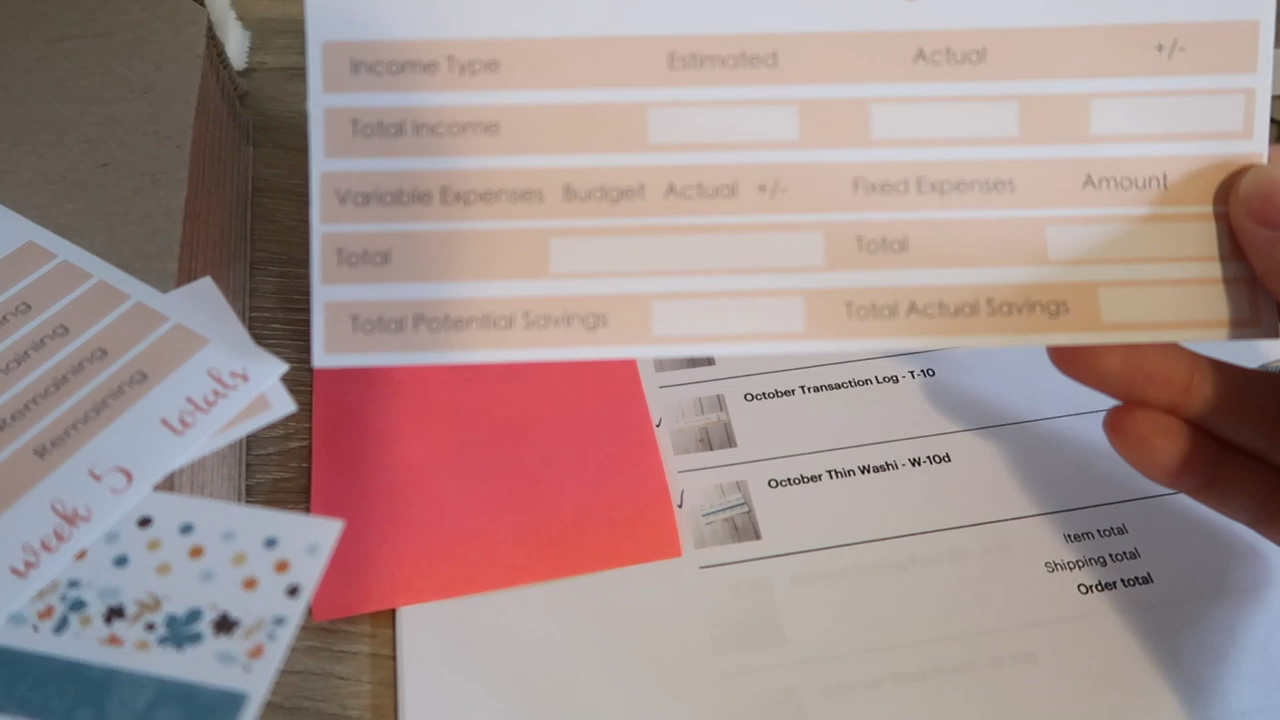 Income Type Estimated Actual +/-
Total Income
Variable Expenses Budget Actual +/- Fixed Expenses Amount
Total Total
Total Potential Savings Total Actual Savings
Remaining
Remaining
week 5 totals
October Transaction Log - T-10
October Thin Washi - W-10d
Item total
Shipping total
Order total